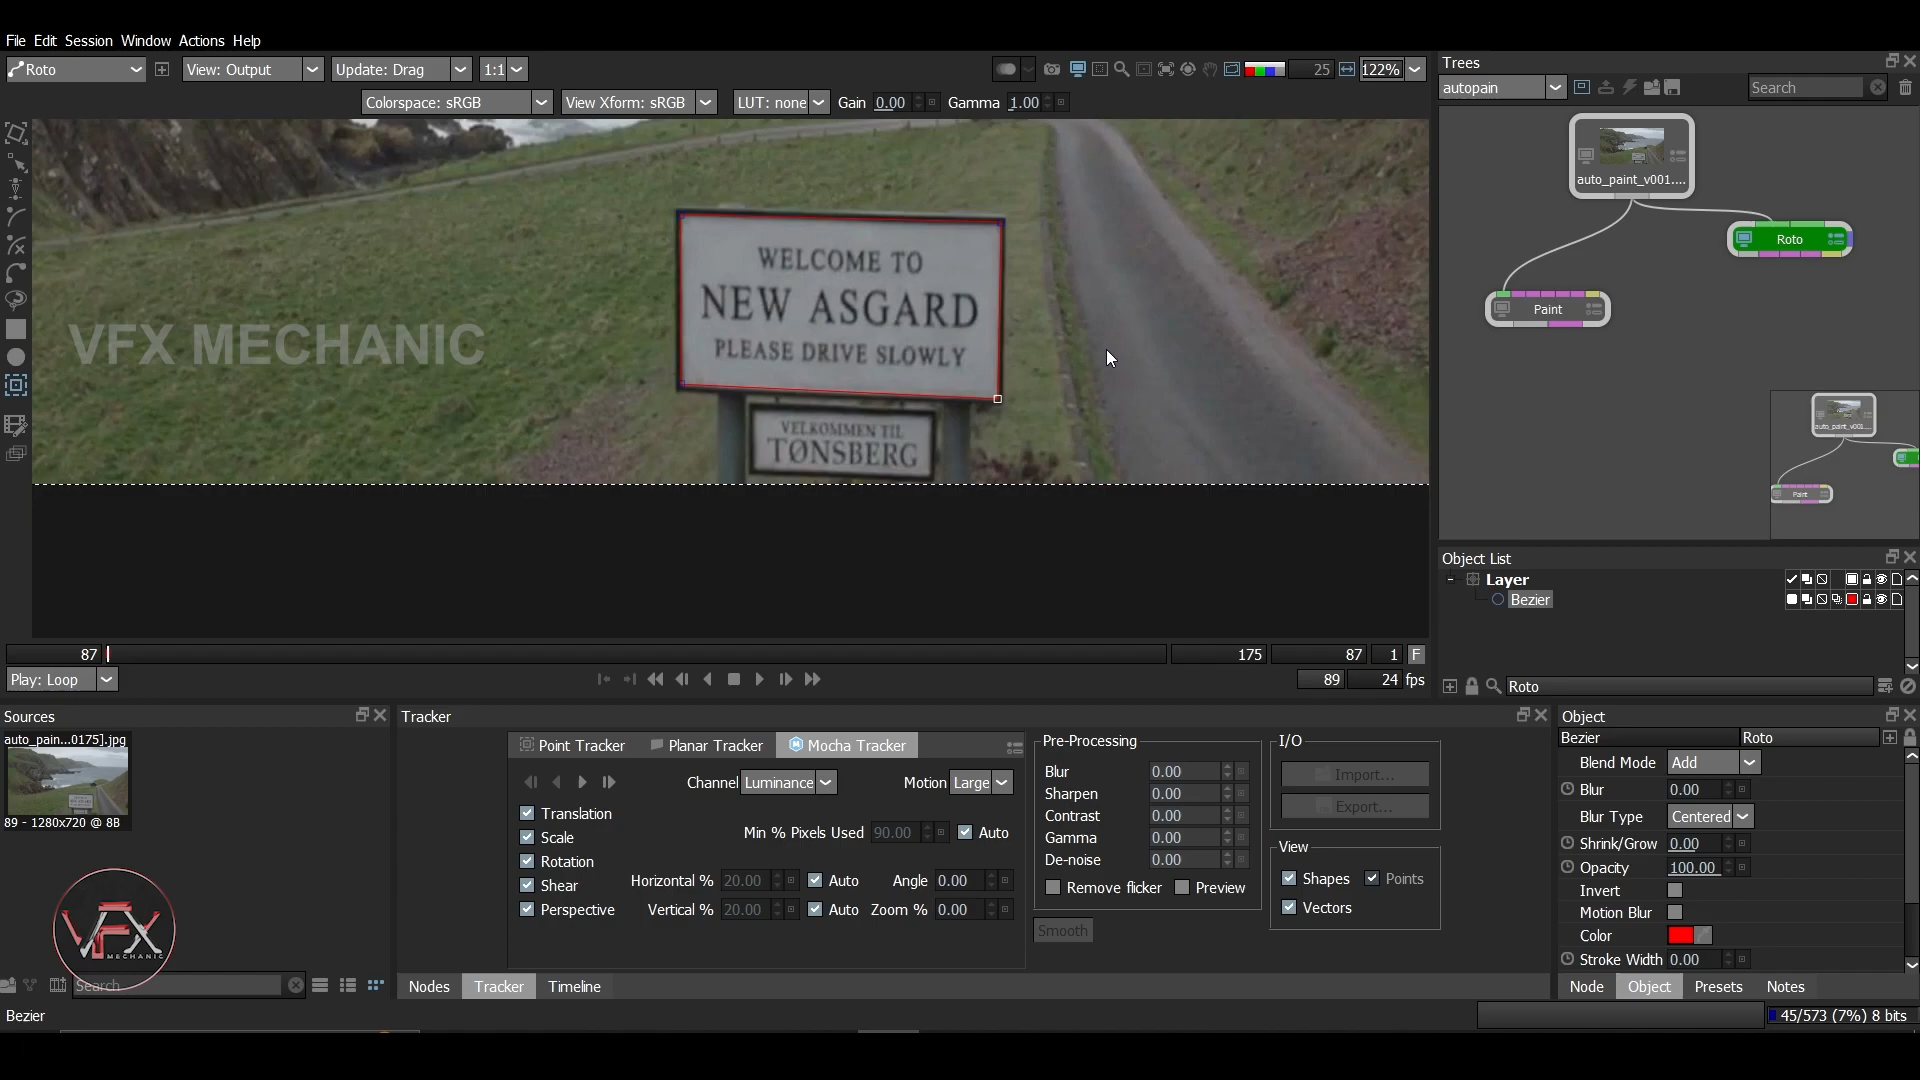 File Edit Session Window Actions Help
Roto View: Output Update: Drag 1:1 25 122%
Colorspace: sRGB View Xform: sRGB LUT: none Gain 0.00 Gamma 1.00
WELCOME TO
NEW ASGARD
PLEASE DRIVE SLOWLY
VELKOMMEN TIL
TØNSBERG
VFX MECHANIC
87 175 87 1 F
Play: Loop 89 24 fps
Trees
autopain Search
auto_paint_v001....
Roto
Paint
auto_paint_v001....
Paint
Object List
Layer
Bezier
Roto
Sources
auto_pain...0175].jpg
89 - 1280x720 @ 8B
VFX
MECHANIC
Search
Tracker
Point Tracker Planar Tracker Mocha Tracker
Channel Luminance Motion Large
Translation
Scale Min % Pixels Used 90.00 Auto
Rotation
Shear Horizontal % 20.00 Auto Angle 0.00
Perspective Vertical % 20.00 Auto Zoom % 0.00
Pre-Processing
Blur 0.00
Sharpen 0.00
Contrast 0.00
Gamma 0.00
De-noise 0.00
Remove flicker Preview
Smooth
I/O
Import...
Export...
View
Shapes Points
Vectors
Nodes Tracker Timeline
Object
Bezier Roto
Blend Mode Add
Blur 0.00
Blur Type Centered
Shrink/Grow 0.00
Opacity 100.00
Invert
Motion Blur
Color
Stroke Width 0.00
Node Object Presets Notes
Bezier 45/573 (7%) 8 bits